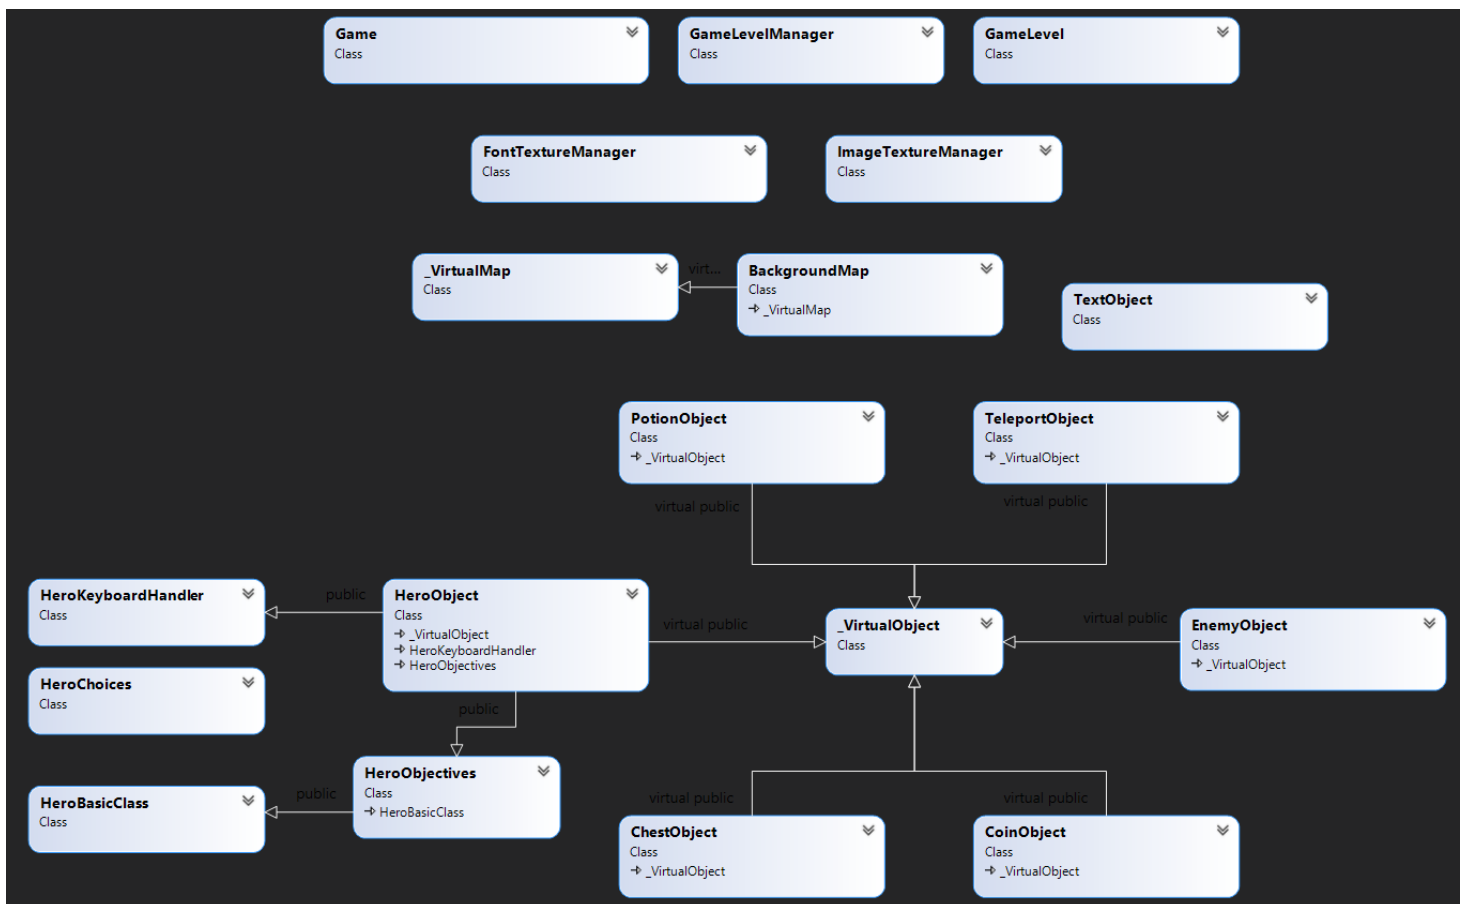 Game
Class
GameLevelManager
Class
GameLevel
Class
FontTextureManager
Class
ImageTextureManager
Class
_VirtualMap
Class
virt...
BackgroundMap
Class
_VirtualMap
TextObject
Class
PotionObject
Class
_VirtualObject
TeleportObject
Class
_VirtualObject
virtual public
virtual public
HeroKeyboardHandler
Class
public
HeroObject
Class
_VirtualObject
HeroKeyboardHandler
HeroObjectives
virtual public
_VirtualObject
Class
virtual public
EnemyObject
Class
_VirtualObject
HeroChoices
Class
public
HeroBasicClass
Class
public
HeroObjectives
Class
HeroBasicClass
virtual public
virtual public
ChestObject
Class
_VirtualObject
CoinObject
Class
_VirtualObject